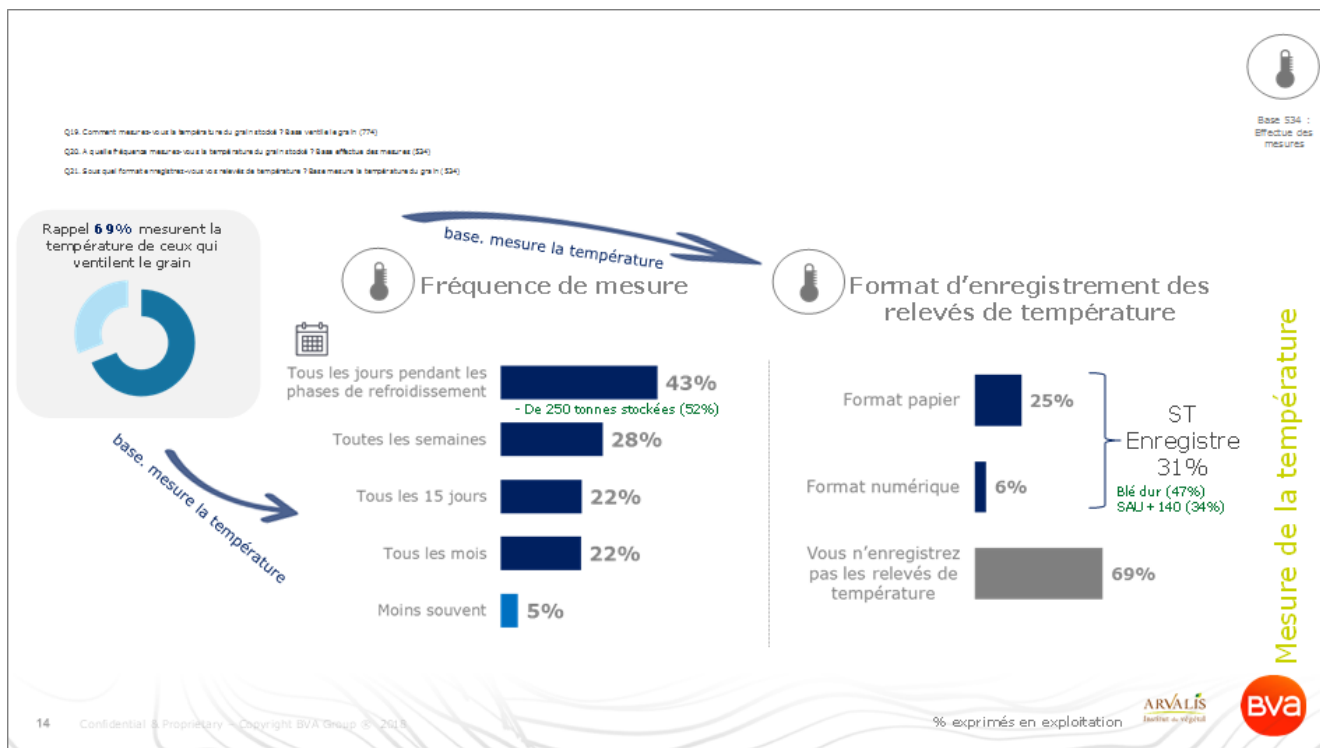 Base 534 :
Effectue des
mesures
Q19. Comment mesures-vous la température du grain stocké ? Base ventile le grain (774)
Q20. A quelle fréquence mesures-vous la température du grain stocké ? Base effectue des mesures (534)
Q21. Sous quel format enregistres-vous vos relevés de température ? Base mesure la température du grain (534)
Rappel 69% mesurent la
température de ceux qui
ventilent le grain
base. mesure la température
base. mesure la température
Fréquence de mesure
Tous les jours pendant les
phases de refroidissement
43%
- De 250 tonnes stockées (52%)
Toutes les semaines
28%
Tous les 15 jours
22%
Tous les mois
22%
Moins souvent
5%
Format d’enregistrement des
relevés de température
Format papier
25%
Format numérique
6%
Vous n’enregistrez
pas les relevés de
température
69%
ST
Enregistre
31%
Blé dur (47%)
SAU + 140 (34%)
Mesure de la température
14
Confidential & Proprietary – Copyright BVA Group ® 2018
% exprimés en exploitation
ARVALIS
Institut du végétal
BVA